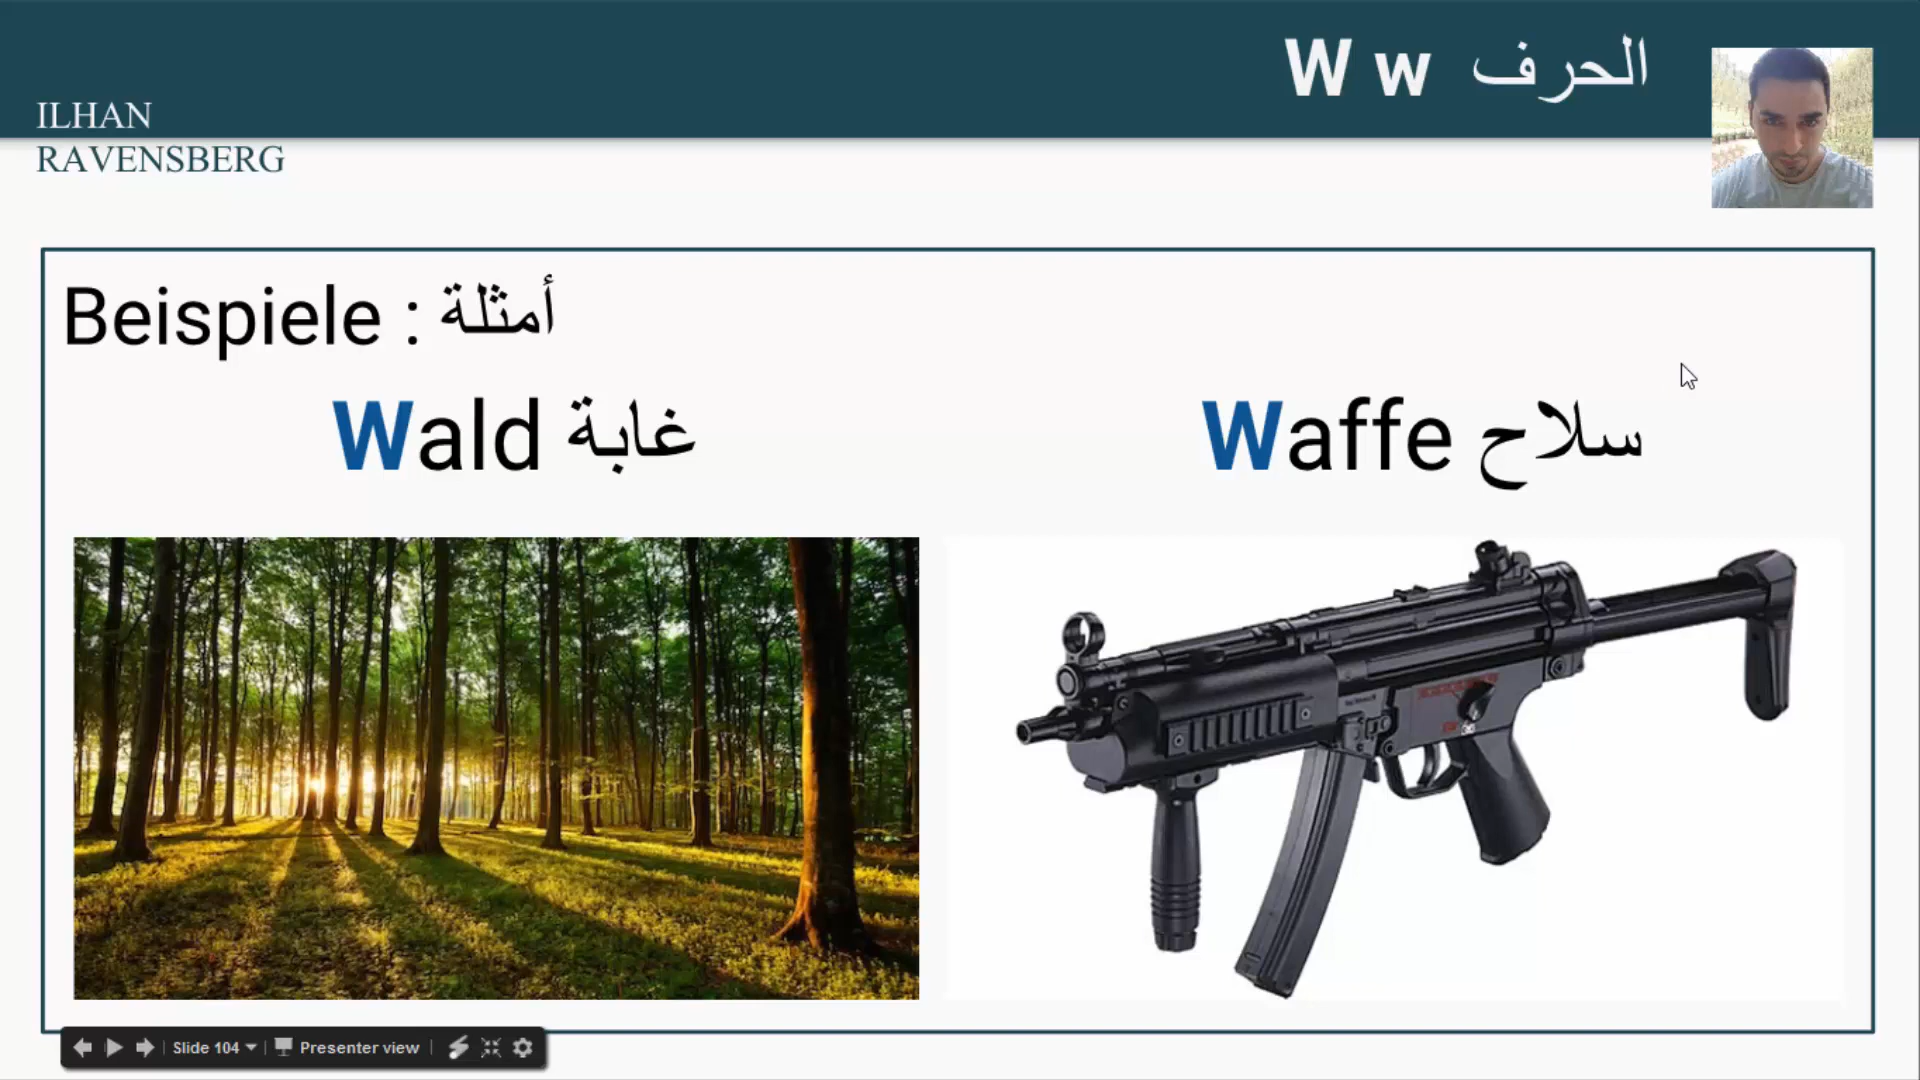 الحرف W w
ILHAN
RAVENSBERG
Beispiele : أمثلة
Wald غابة
Waffe سلاح
Slide 104
Presenter view